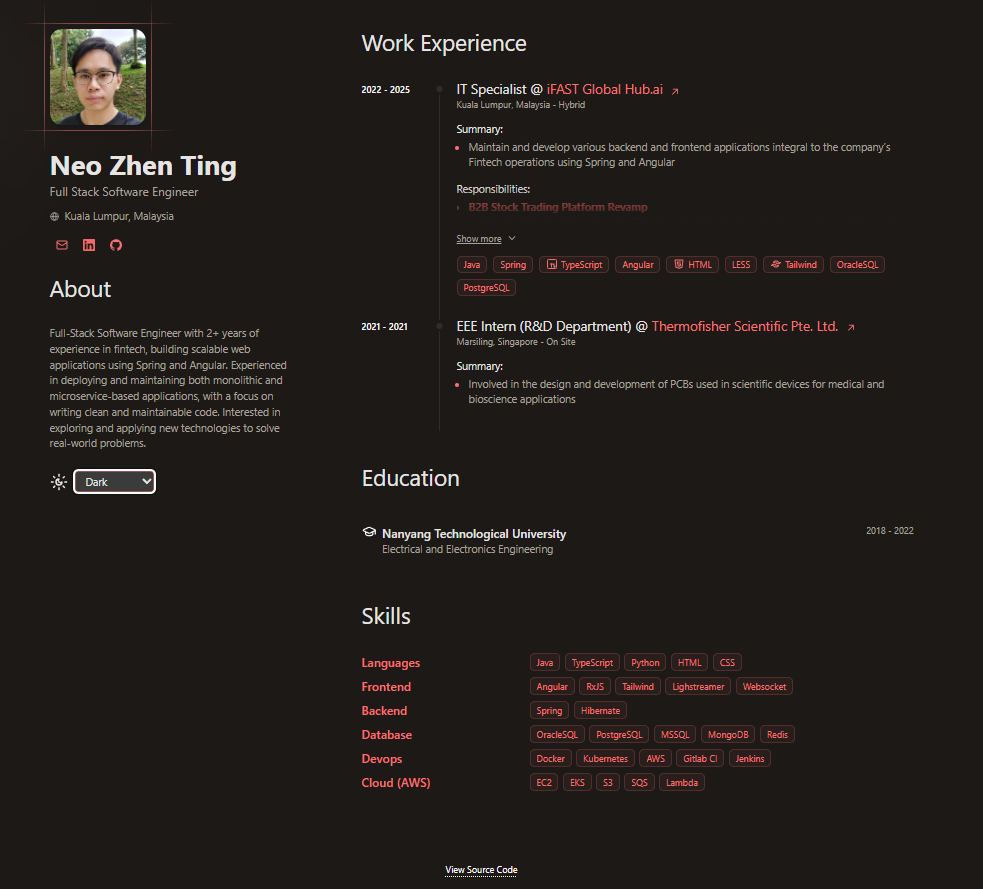 Neo Zhen Ting
Full Stack Software Engineer
Kuala Lumpur, Malaysia
About
Full-Stack Software Engineer with 2+ years of
experience in fintech, building scalable web
applications using Spring and Angular. Experienced
in deploying and maintaining both monolithic and
microservice-based applications, with a focus on
writing clean and maintainable code. Interested in
exploring and applying new technologies to solve
real-world problems.
Dark
Work Experience
2022 - 2025
IT Specialist @ iFAST Global Hub.ai
Kuala Lumpur, Malaysia - Hybrid
Summary:
Maintain and develop various backend and frontend applications integral to the company's
Fintech operations using Spring and Angular
Responsibilities:
B2B Stock Trading Platform Revamp
Show more
Java Spring TypeScript Angular HTML LESS Tailwind OracleSQL
PostgreSQL
2021 - 2021
EEE Intern (R&D Department) @ Thermofisher Scientific Pte. Ltd.
Marsiling, Singapore - On Site
Summary:
Involved in the design and development of PCBs used in scientific devices for medical and
bioscience applications
Education
Nanyang Technological University 2018 - 2022
Electrical and Electronics Engineering
Skills
Languages Java TypeScript Python HTML CSS
Frontend Angular RxJS Tailwind Lighstreamer Websocket
Backend Spring Hibernate
Database OracleSQL PostgreSQL MSSQL MongoDB Redis
Devops Docker Kubernetes AWS Gitlab CI Jenkins
Cloud (AWS) EC2 EKS S3 SQS Lambda
View Source Code